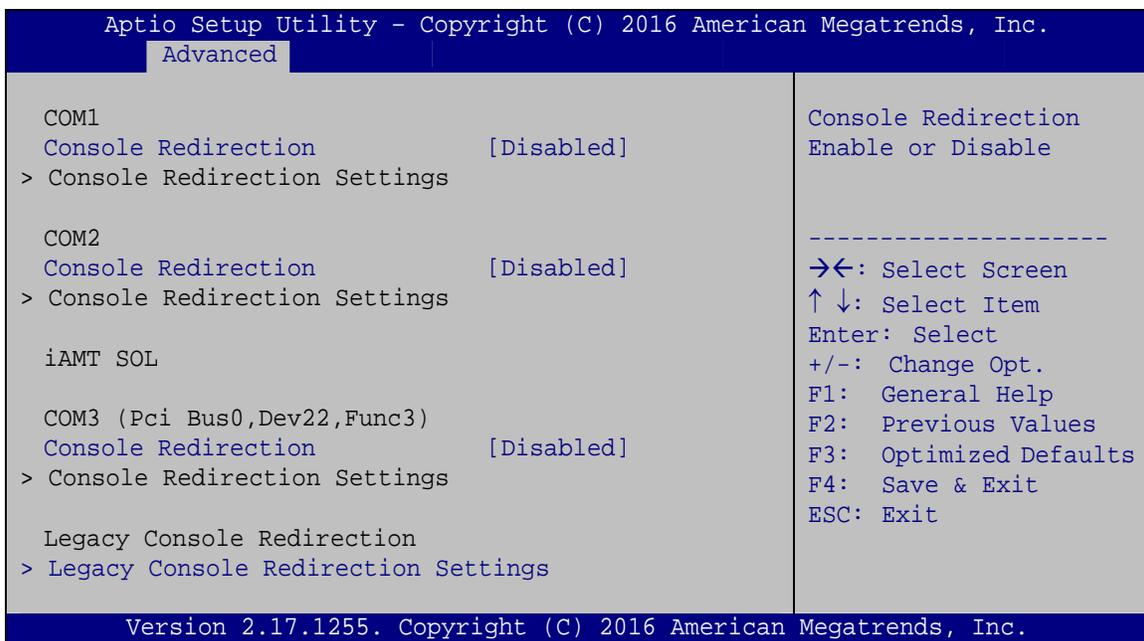 Aptio Setup Utility – Copyright (C) 2016 American Megatrends, Inc.
Advanced
COM1
Console Redirection [Disabled]
> Console Redirection Settings
COM2
Console Redirection [Disabled]
> Console Redirection Settings
iAMT SOL
COM3 (Pci Bus0,Dev22,Func3)
Console Redirection [Disabled]
> Console Redirection Settings
Legacy Console Redirection
> Legacy Console Redirection Settings
Console Redirection
Enable or Disable
---------------------
→←: Select Screen
↑ ↓: Select Item
Enter: Select
+/-: Change Opt.
F1: General Help
F2: Previous Values
F3: Optimized Defaults
F4: Save & Exit
ESC: Exit
Version 2.17.1255. Copyright (C) 2016 American Megatrends, Inc.